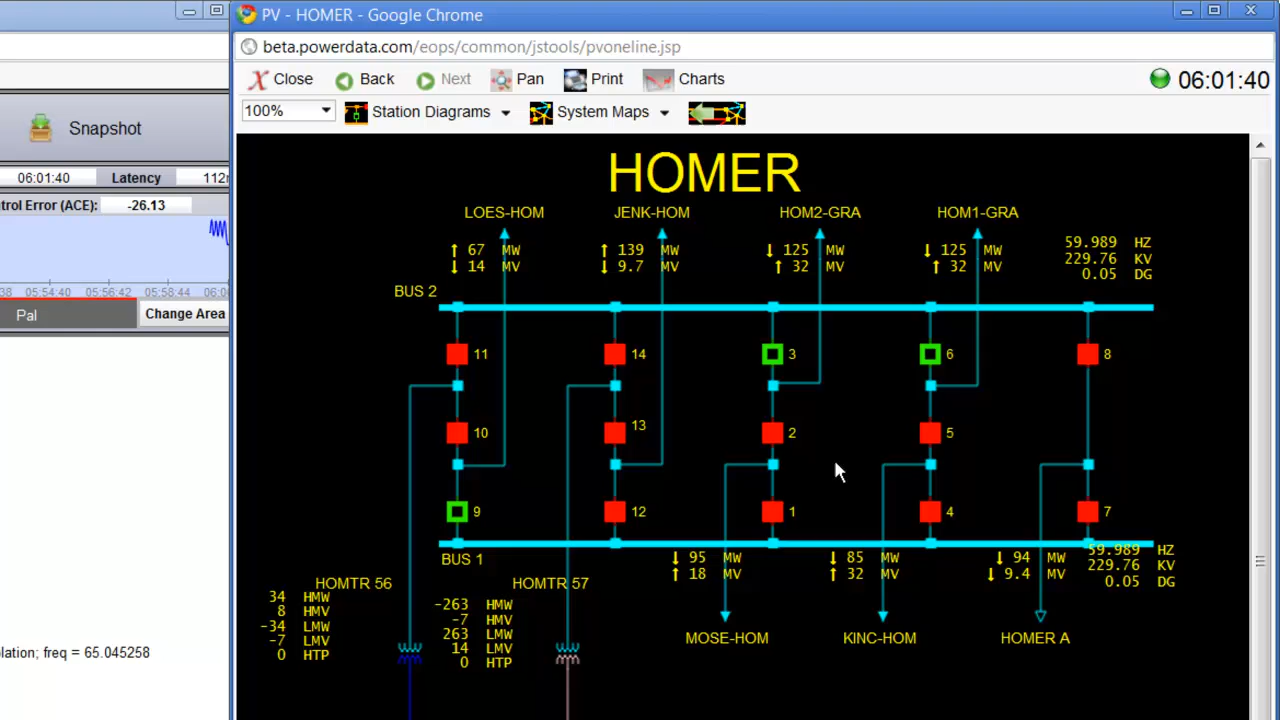 PV - HOMER - Google Chrome
beta.powerdata.com/eops/common/jstools/pvoneline.jsp
Close Back Next Pan Print Charts 06:01:40
100% Station Diagrams System Maps
Snapshot
06:01:40 Latency 112
trol Error (ACE): -26.13
38 05:54:40 05:56:42 05:58:44 06:0
Pal Change Area
lation; freq = 65.045258
HOMER
LOES-HOM JENK-HOM HOM2-GRA HOM1-GRA
67 MW 139 MW 125 MW 125 MW 59.989 HZ
14 MV 9.7 MV 32 MV 32 MV 229.76 KV
0.05 DG
BUS 2
11 14 3 6 8
10 13 2 5
9 12 1 4 7
BUS 1
95 MW 85 MW 94 MW 59.989 HZ
18 MV 32 MV 9.4 MV 229.76 KV
0.05 DG
HOMTR 56 HOMTR 57
34 HMW -263 HMW
8 HMV -7 HMV
-34 LMW 263 LMW
-7 LMV 14 LMV
0 HTP 0 HTP
MOSE-HOM KINC-HOM HOMER A